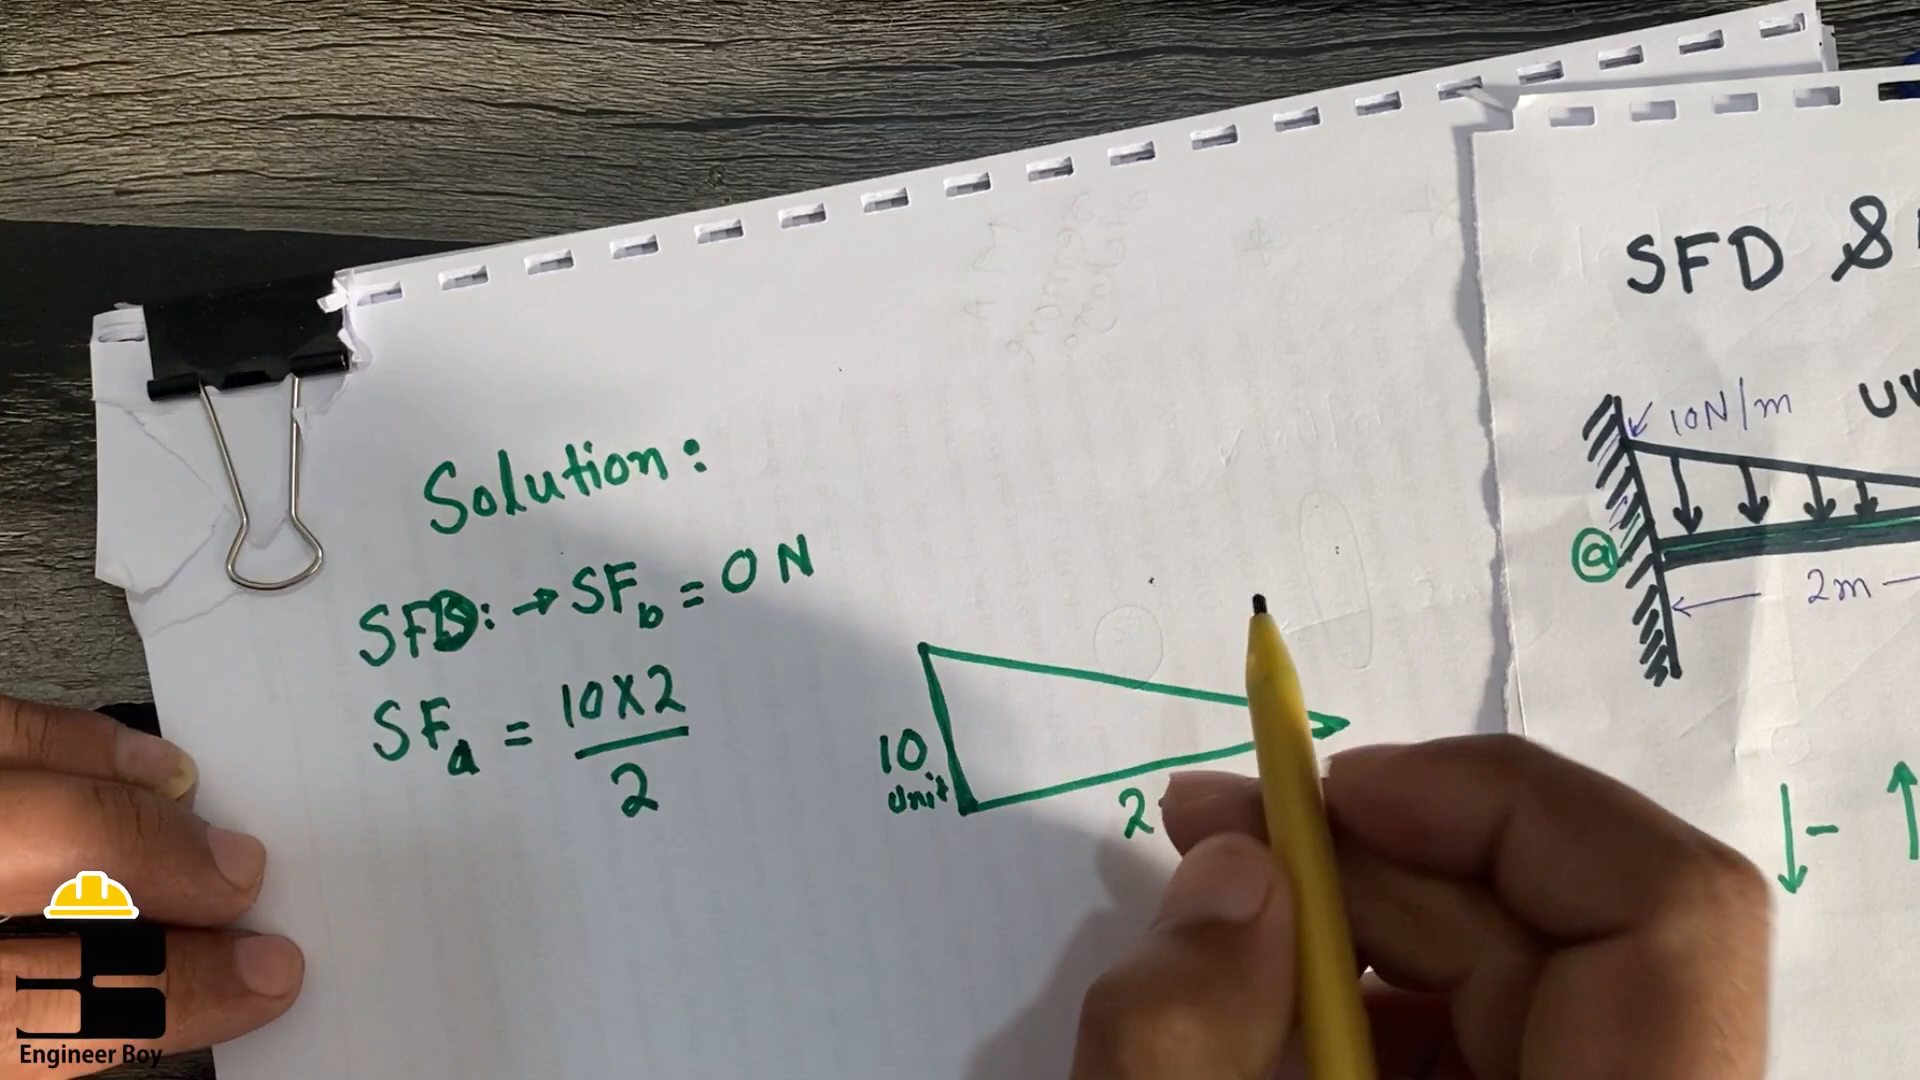 Solution:
SFD: → SFb = 0 N
SFa = 10 X 2
2
10
Unit
2
SFD &
10N/m
a
2m
-
Engineer Boy